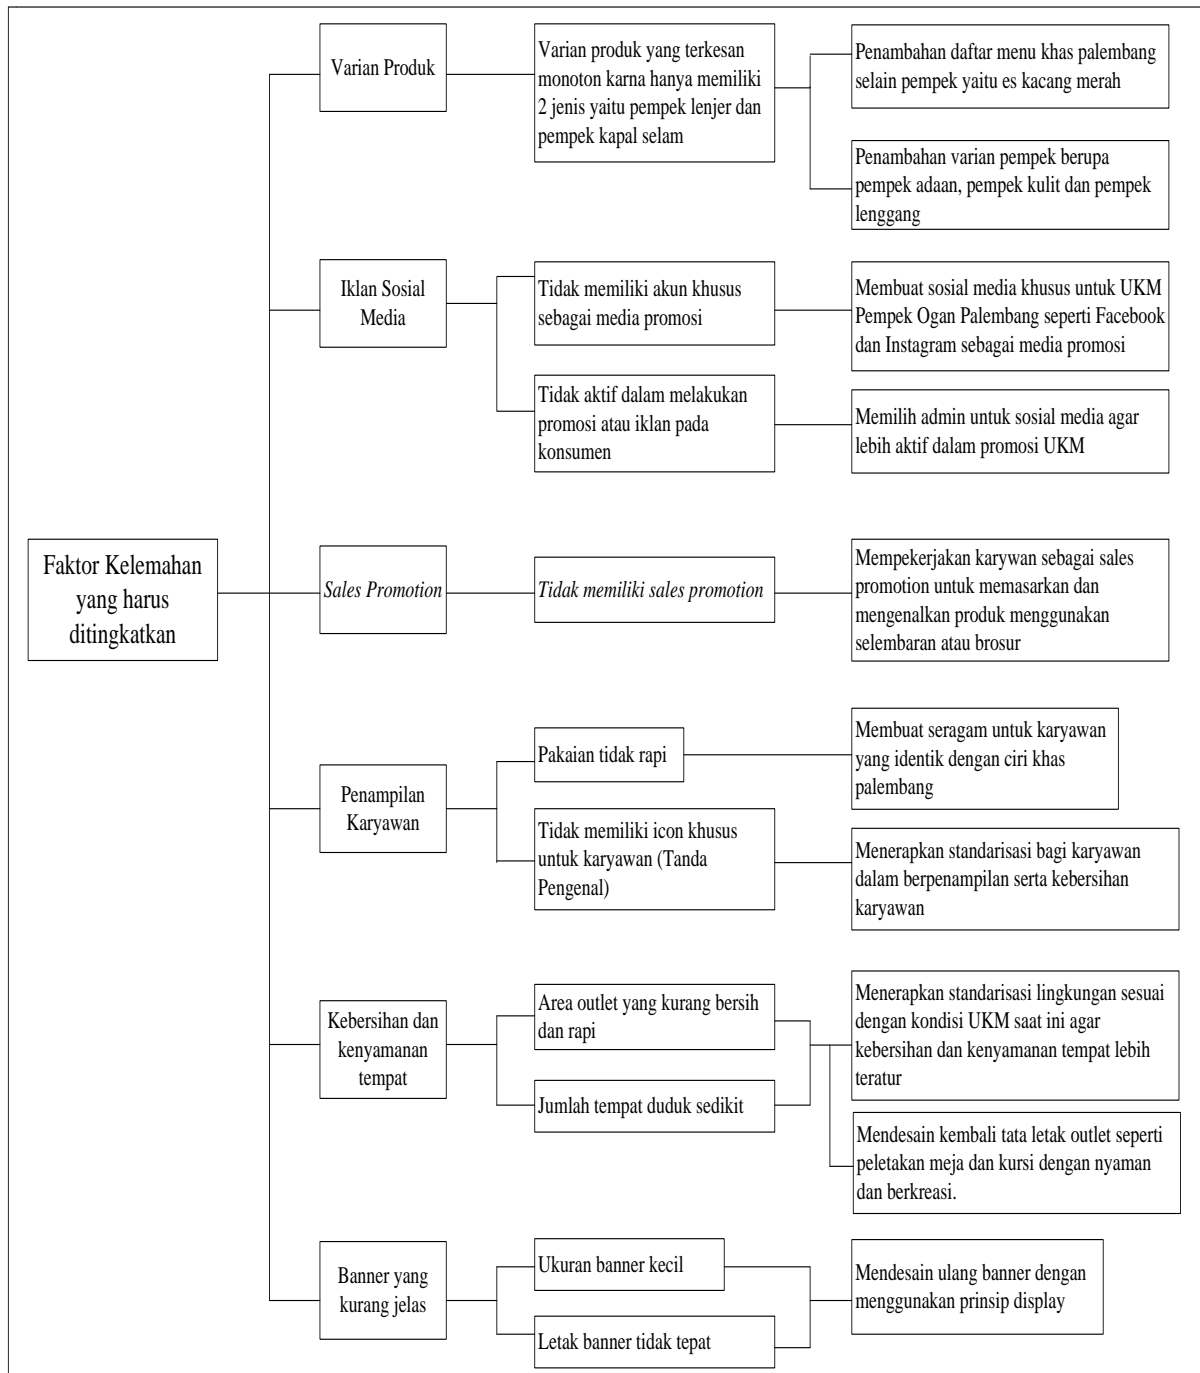 Varian Produk
Varian produk yang terkesan
monoton karna hanya memiliki
2 jenis yaitu pempek lenjer dan
pempek kapal selam
Penambahan daftar menu khas palembang
selain pempek yaitu es kacang merah
Penambahan varian pempek berupa
pempek adaan, pempek kulit dan pempek
lenggang
Iklan Sosial
Media
Tidak memiliki akun khusus
sebagai media promosi
Membuat sosial media khusus untuk UKM
Pempek Ogan Palembang seperti Facebook
dan Instagram sebagai media promosi
Tidak aktif dalam melakukan
promosi atau iklan pada
konsumen
Memilih admin untuk sosial media agar
lebih aktif dalam promosi UKM
Faktor Kelemahan
yang harus
ditingkatkan
Sales Promotion
Tidak memiliki sales promotion
Mempekerjakan karywan sebagai sales
promotion untuk memasarkan dan
mengenalkan produk menggunakan
selembaran atau brosur
Penampilan
Karyawan
Pakaian tidak rapi
Membuat seragam untuk karyawan
yang identik dengan ciri khas
palembang
Tidak memiliki icon khusus
untuk karyawan (Tanda
Pengenal)
Menerapkan standarisasi bagi karyawan
dalam berpenampilan serta kebersihan
karyawan
Kebersihan dan
kenyamanan
tempat
Area outlet yang kurang bersih
dan rapi
Jumlah tempat duduk sedikit
Menerapkan standarisasi lingkungan sesuai
dengan kondisi UKM saat ini agar
kebersihan dan kenyamanan tempat lebih
teratur
Mendesain kembali tata letak outlet seperti
peletakan meja dan kursi dengan nyaman
dan berkreasi.
Banner yang
kurang jelas
Ukuran banner kecil
Letak banner tidak tepat
Mendesain ulang banner dengan
menggunakan prinsip display